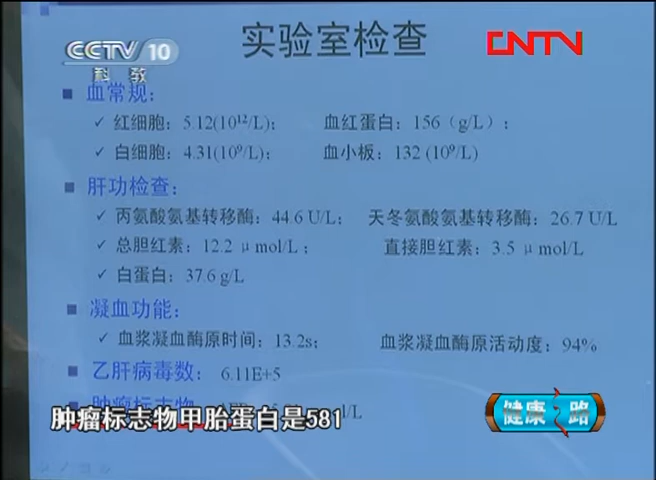 实验室检查
CCTV 10
科教
CNTV
■ 血常规:
✓ 红细胞: 5.12(10¹²/L); 血红蛋白: 156（g/L）;
✓ 白细胞: 4.31(10⁹/L); 血小板: 132 (10⁹/L)
■ 肝功检查:
✓ 丙氨酸氨基转移酶: 44.6 U/L; 天冬氨酸氨基转移酶: 26.7 U/L
✓ 总胆红素: 12.2 μmol/L ; 直接胆红素: 3.5 μmol/L
✓ 白蛋白: 37.6 g/L
■ 凝血功能:
✓ 血浆凝血酶原时间: 13.2s; 血浆凝血酶原活动度: 94%
■ 乙肝病毒数: 6.11E+5
■ 肿瘤标志物
肿瘤标志物甲胎蛋白是581
健康之路